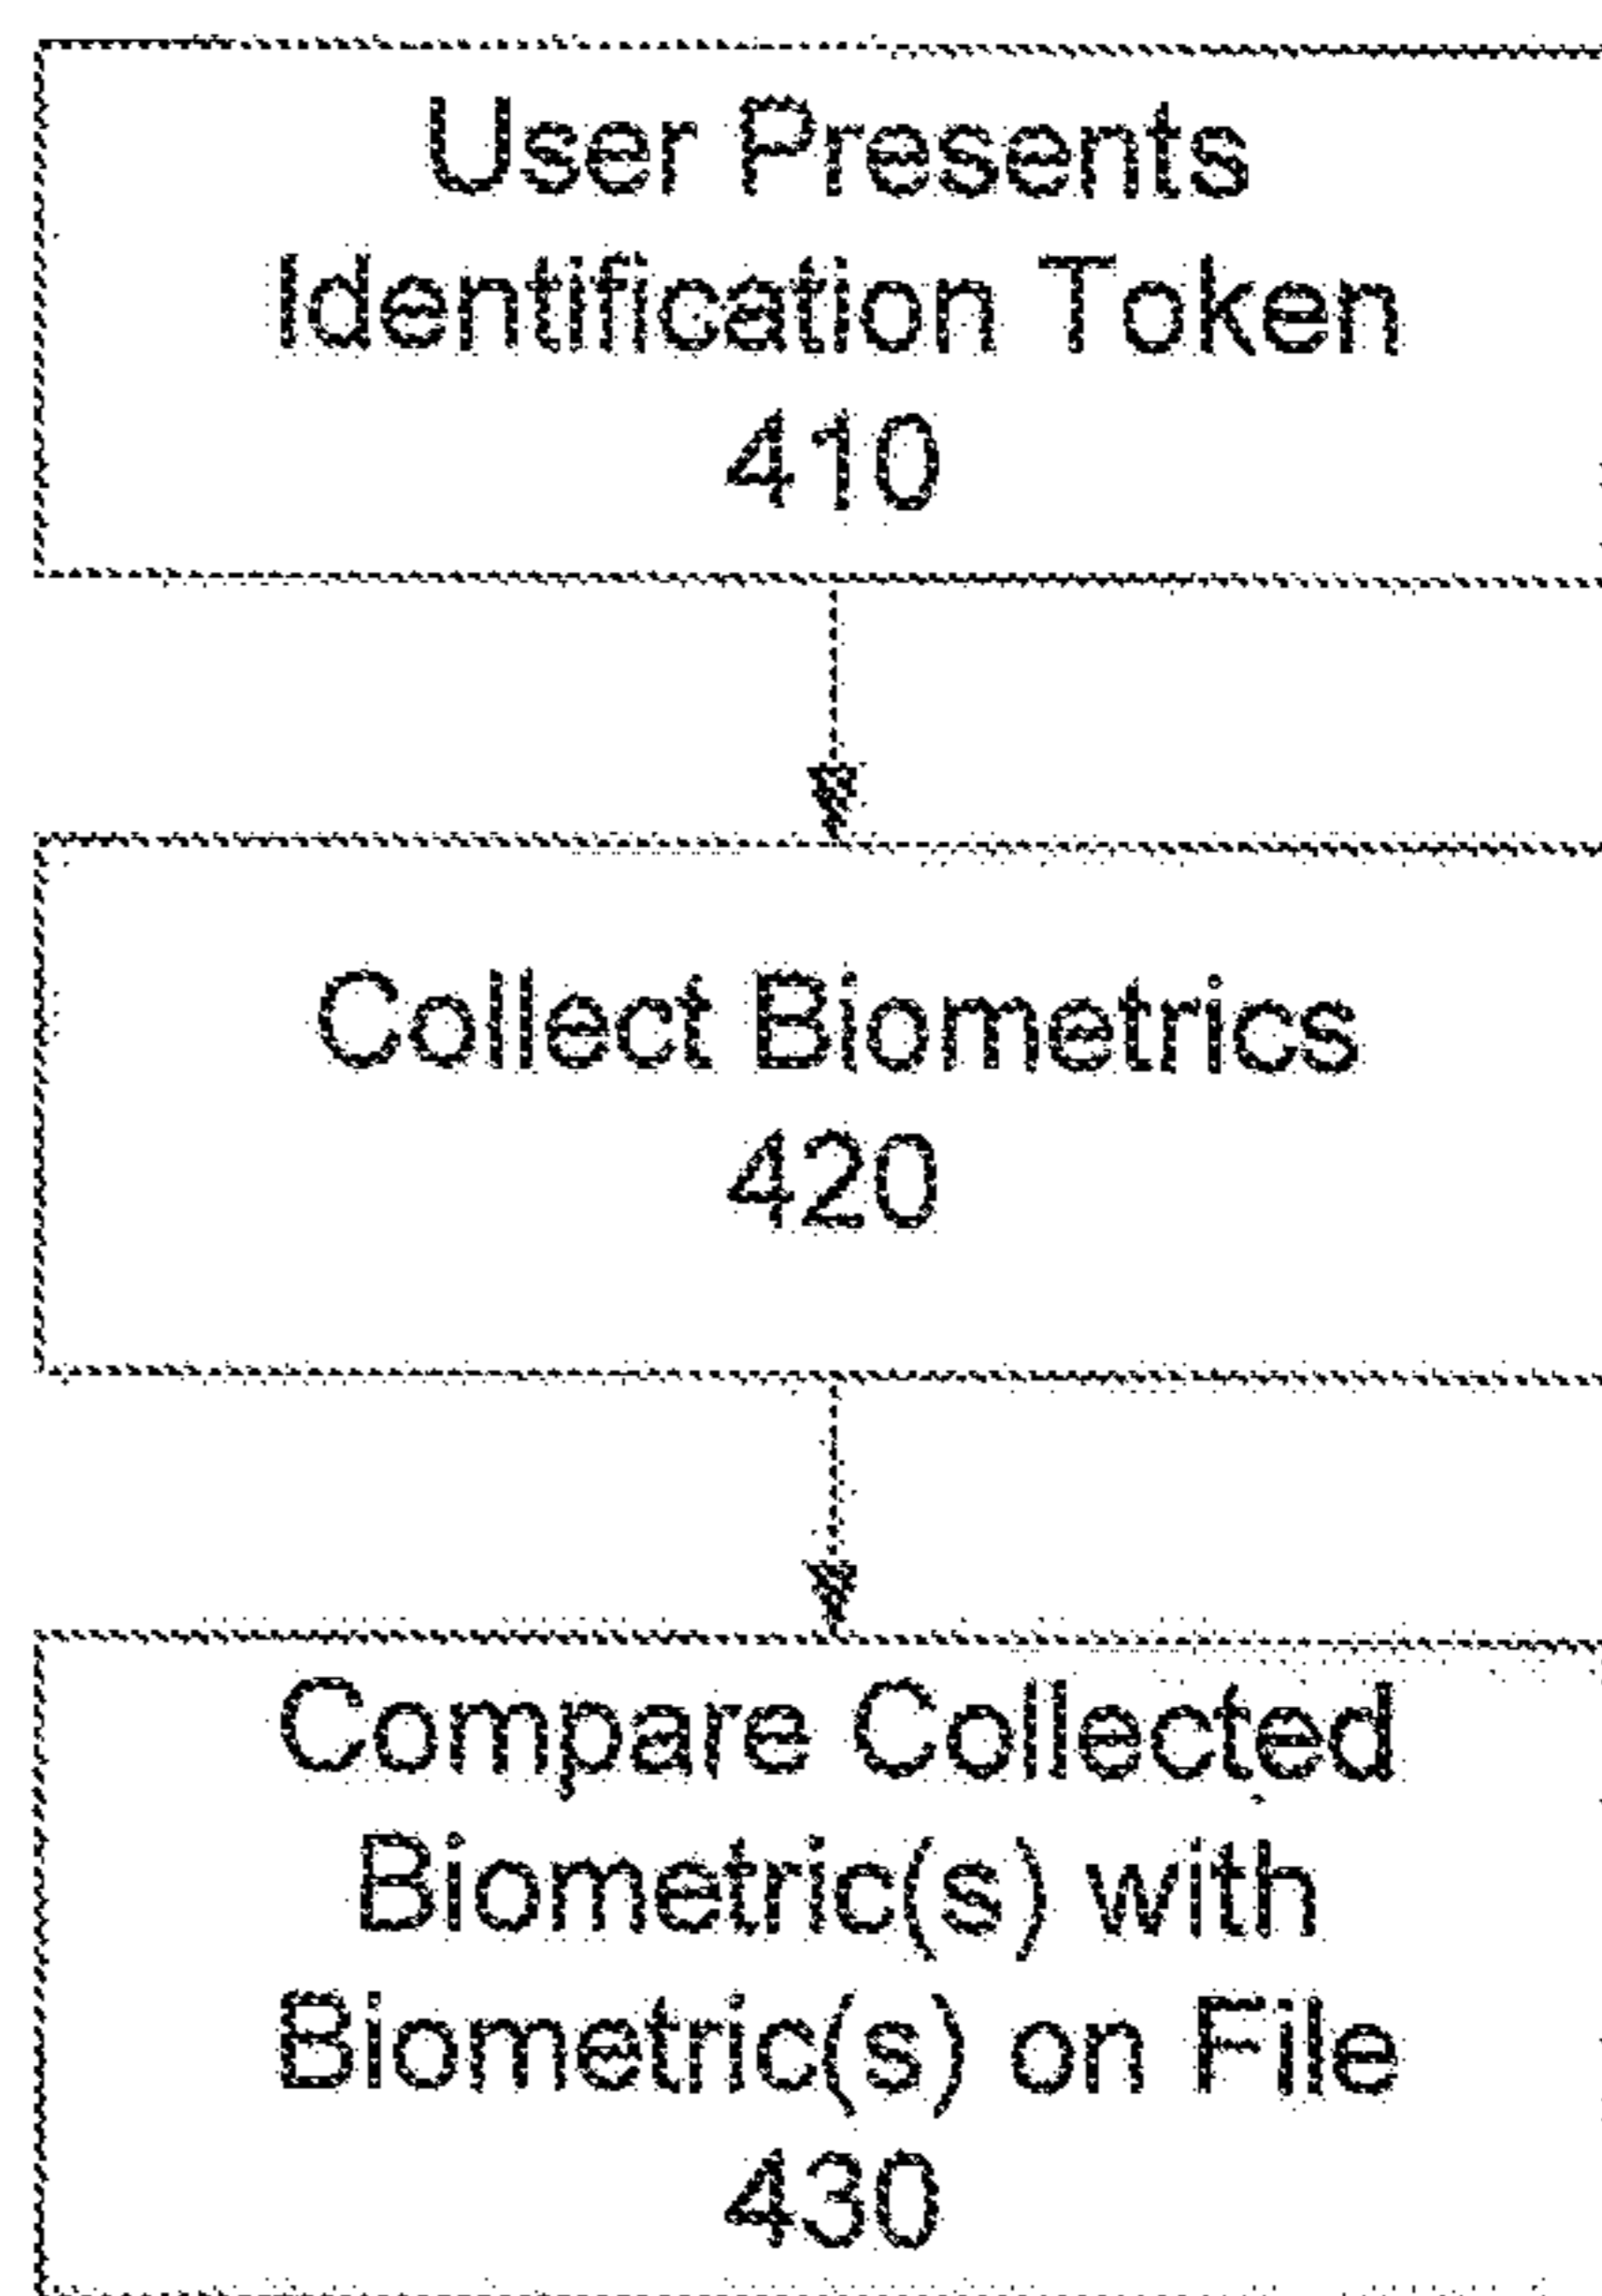 User Presents
Identification Token
410
Collect Biometrics
420
Compare Collected
Biometric(s) with
Biometric(s) on File
430